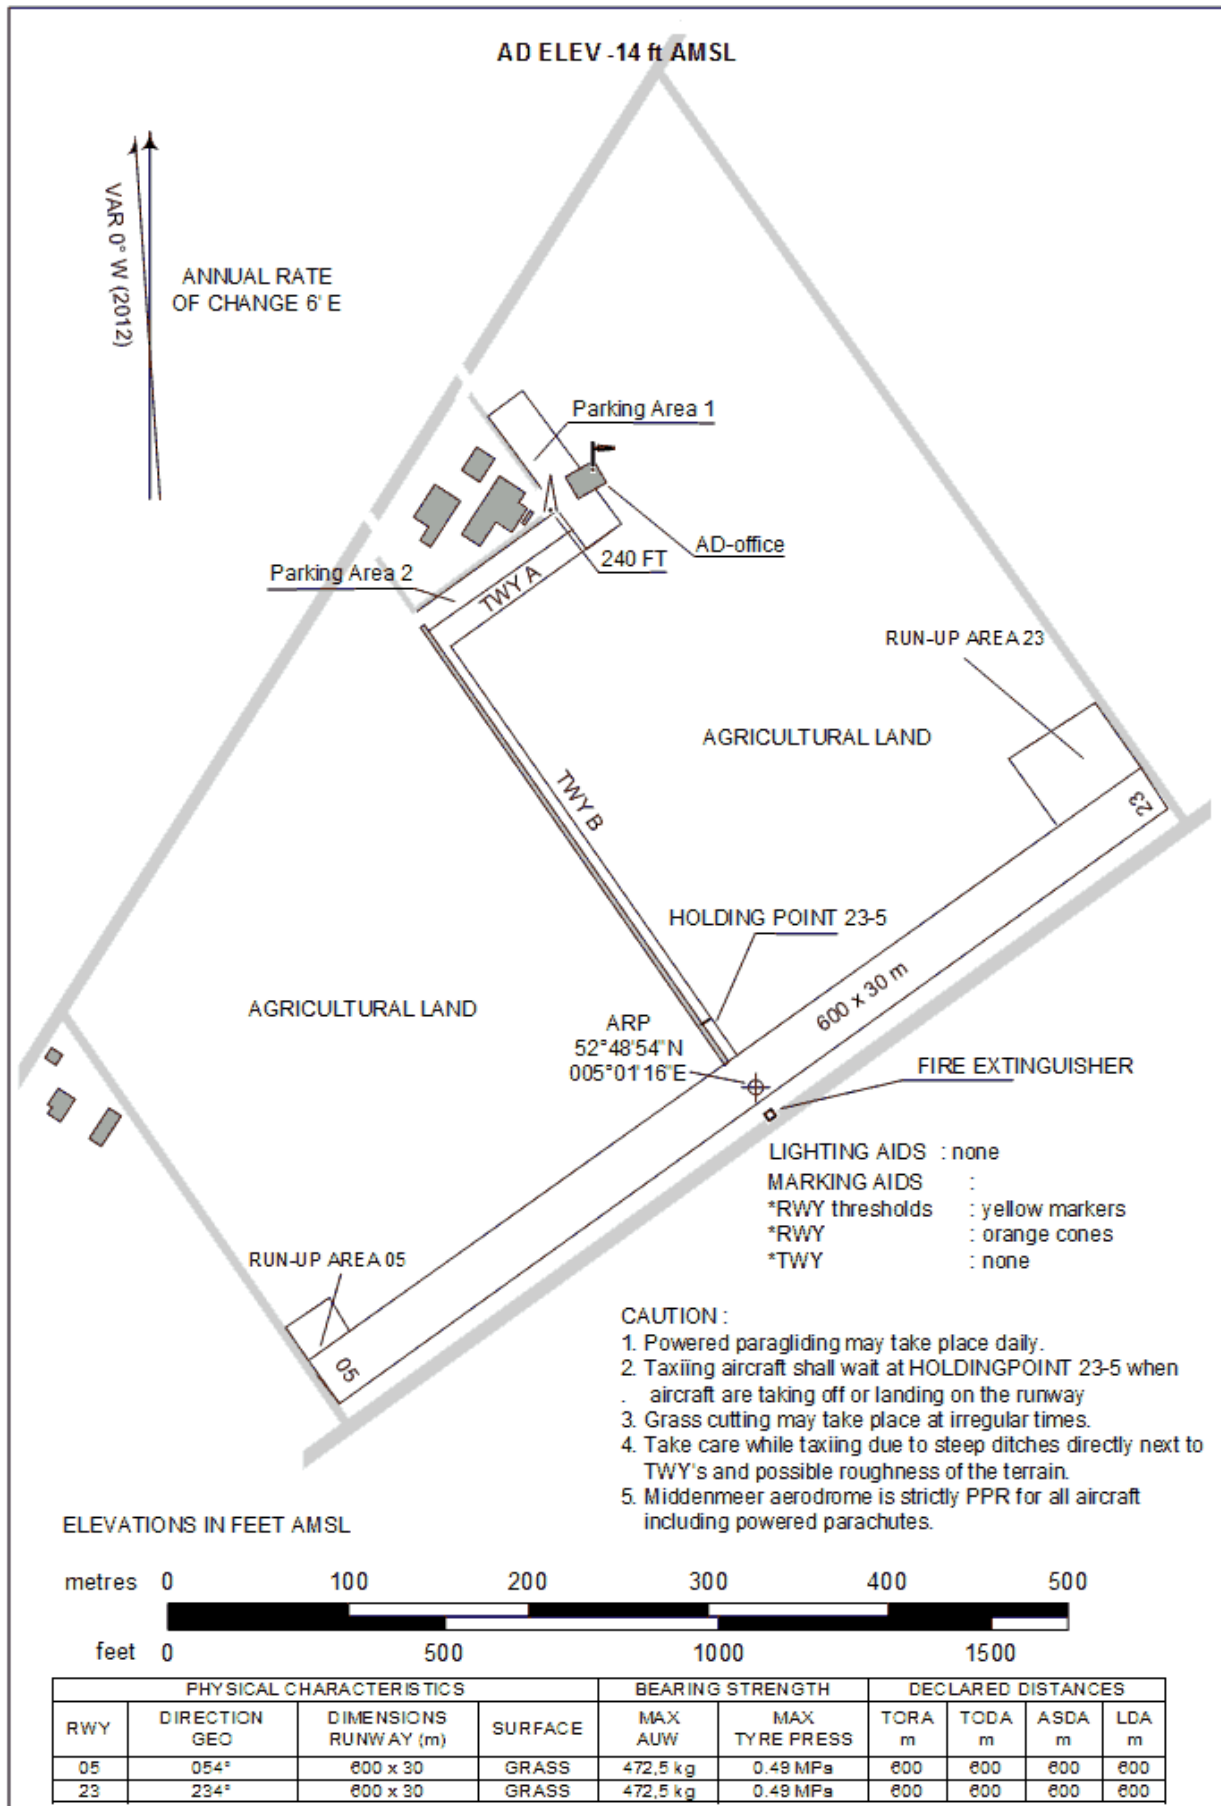 AD ELEV -14 ft AMSL
VAR 0° W (2012)
ANNUAL RATE
OF CHANGE 6' E
Parking Area 1
AD-office
240 FT
Parking Area 2
TWY A
RUN-UP AREA 23
AGRICULTURAL LAND
TWY B
23
HOLDING POINT 23-5
600 x 30 m
AGRICULTURAL LAND
ARP
52°48'54"N
005°01'16"E
FIRE EXTINGUISHER
LIGHTING AIDS : none
MARKING AIDS :
*RWY thresholds : yellow markers
*RWY : orange cones
*TWY : none
RUN-UP AREA 05
05
CAUTION :
1. Powered paragliding may take place daily.
2. Taxiing aircraft shall wait at HOLDINGPOINT 23-5 when
. aircraft are taking off or landing on the runway
3. Grass cutting may take place at irregular times.
4. Take care while taxiing due to steep ditches directly next to
TWY's and possible roughness of the terrain.
5. Middenmeer aerodrome is strictly PPR for all aircraft
including powered parachutes.
ELEVATIONS IN FEET AMSL
metres 0 100 200 300 400 500
feet 0 500 1000 1500
PHYSICAL CHARACTERISTICS BEARING STRENGTH DECLARED DISTANCES
RWY DIRECTION GEO DIMENSIONS RUNWAY (m) SURFACE MAX AUW MAX TYRE PRESS TORA m TODA m ASDA m LDA m
05 054° 600 x 30 GRASS 472,5 kg 0.49 MPa 600 600 600 600
23 234° 600 x 30 GRASS 472,5 kg 0.49 MPa 600 600 600 600